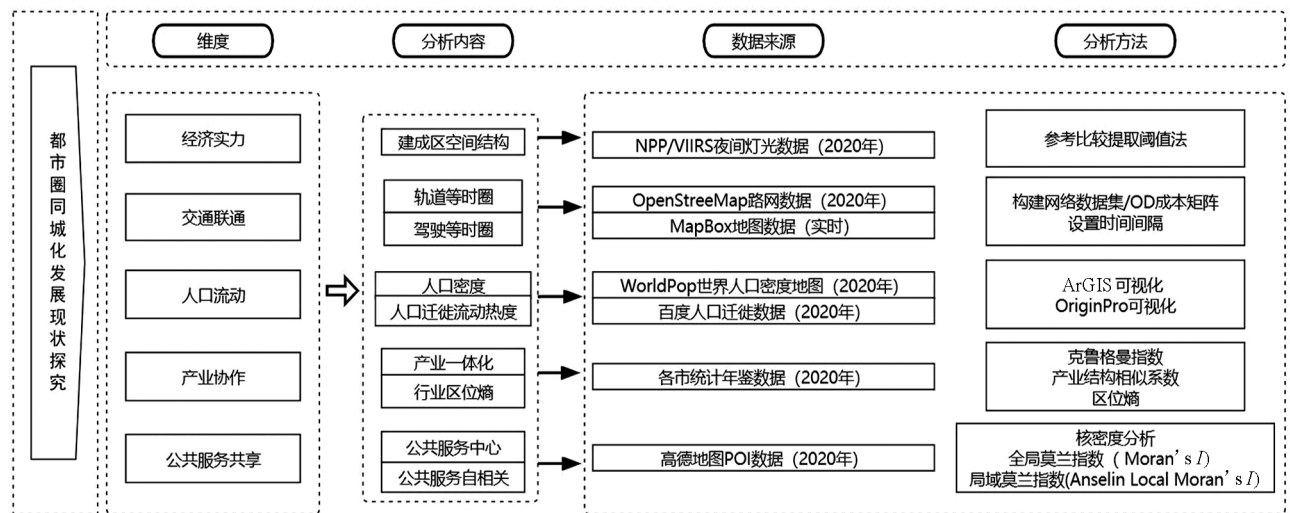 维度
分析内容
数据来源
分析方法
都市圈同城化发展现状探究
经济实力
建成区空间结构
NPP/VIIRS夜间灯光数据（2020年）
参考比较提取阈值法
交通联通
轨道等时圈
驾驶等时圈
OpenStreeMap路网数据（2020年）
MapBox地图数据（实时）
构建网络数据集/OD成本矩阵
设置时间间隔
人口流动
人口密度
人口迁徙流动热度
WorldPop世界人口密度地图（2020年）
百度人口迁徙数据（2020年）
ArGIS可视化
OriginPro可视化
产业协作
产业一体化
行业区位熵
各市统计年鉴数据（2020年）
克鲁格曼指数
产业结构相似系数
区位熵
公共服务共享
公共服务中心
公共服务自相关
高德地图POI数据（2020年）
核密度分析
全局莫兰指数（ Moran’s I）
局域莫兰指数(Anselin Local Moran’s I)